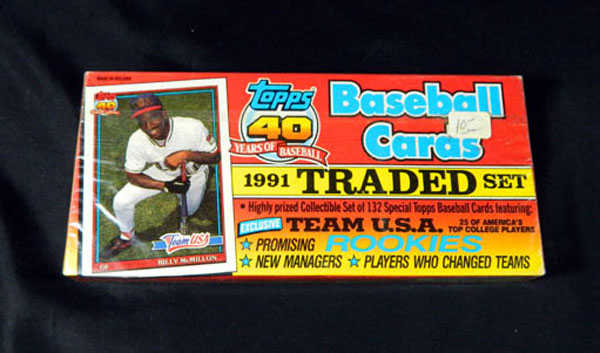 MADE IN IRELAND
Topps
40
YEARS OF BASEBALL
Baseball
Cards
10-
1991 TRADED SET
• Highly prized Collectible Set of 132 Special Topps Baseball Cards featuring:
EXCLUSIVE TEAM U.S.A. 25 OF AMERICA'S
TOP COLLEGE PLAYERS
★ PROMISING ROOKIES
★ NEW MANAGERS ★ PLAYERS WHO CHANGED TEAMS
Topps
40
Team USA
OF BILLY McMILLON